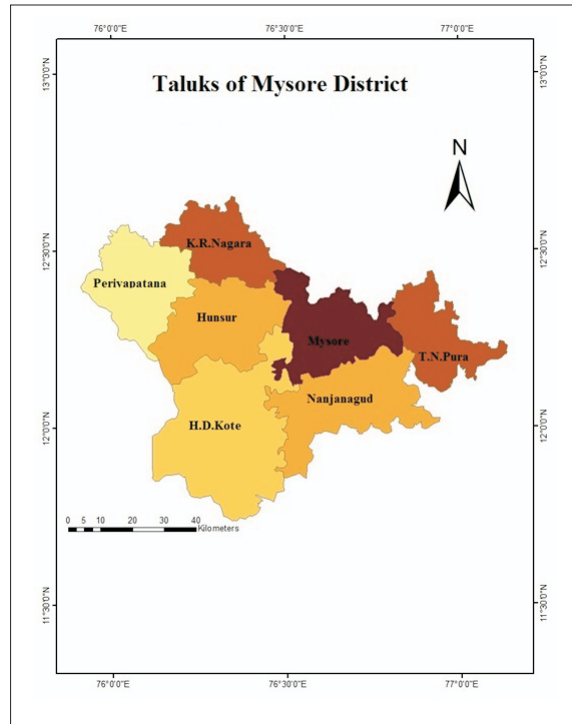 76°0'0"E 76°30'0"E 77°0'0"E
13°0'0"N 13°0'0"N
Taluks of Mysore District
N
12°30'0"N 12°30'0"N
K.R.Nagara
Perivapatana
Hunsur
Mysore
T.N.Pura
Nanjanagud
H.D.Kote
12°0'0"N 12°0'0"N
0 5 10 20 30 40
Kilometers
11°30'0"N 11°30'0"N
76°0'0"E 76°30'0"E 77°0'0"E